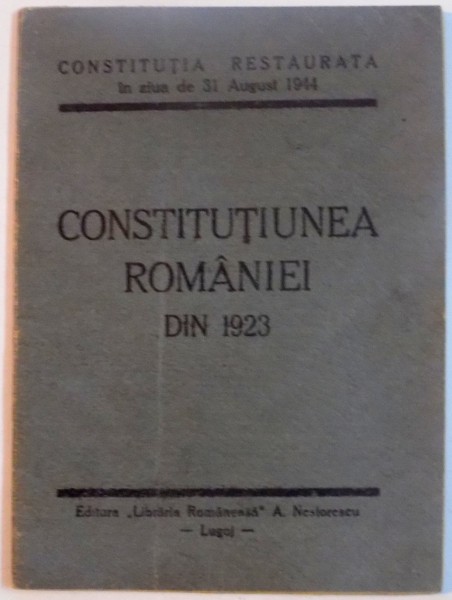 CONSTITUȚIA RESTAURATA
în ziua de 31 August 1944
CONSTITUȚIUNEA
ROMÂNIEI
DIN 1923
Editura „Librăria Românească" A. Nestorescu
— Lugoj —